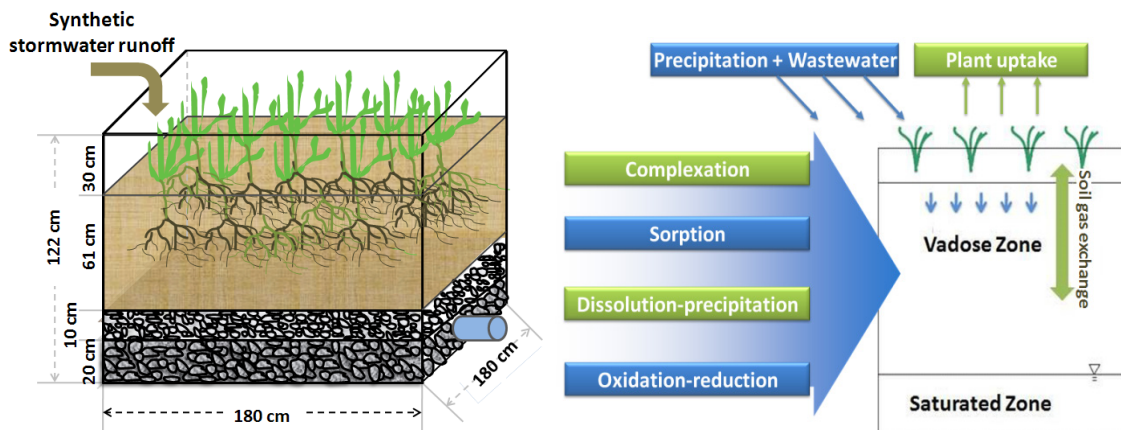 Synthetic
stormwater runoff
122 cm
30 cm
61 cm
10 cm
20 cm
180 cm
180 cm
Precipitation + Wastewater
Plant uptake
Complexation
Sorption
Dissolution-precipitation
Oxidation-reduction
Soil gas exchange
Vadose Zone
Saturated Zone